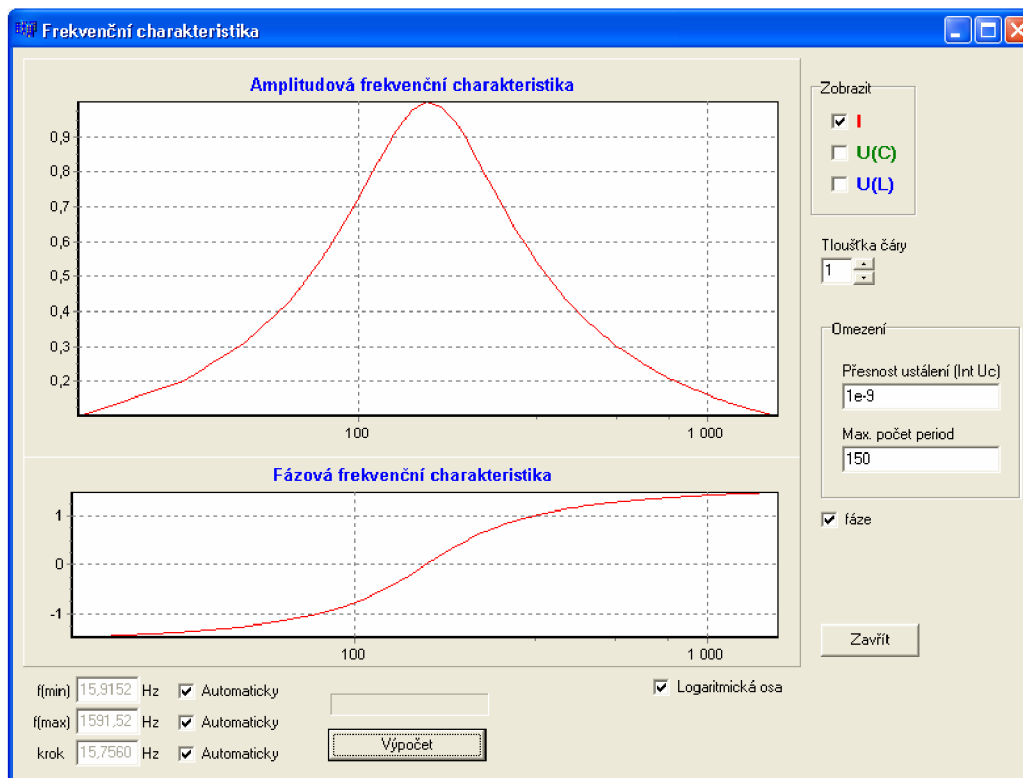 Frekvenční charakteristika
Amplitudová frekvenční charakteristika
0,9
0,8
0,7
0,6
0,5
0,4
0,3
0,2
100
1 000
Fázová frekvenční charakteristika
1
0
-1
100
1 000
Zobrazit
I
U(C)
U(L)
Tloušťka čáry
1
Omezení
Přesnost ustálení (Int Uc)
1e-9
Max. počet period
150
fáze
Zavřít
Logaritmická osa
f(min) 15,9152 Hz Automaticky
f(max) 1591,52 Hz Automaticky
krok 15,7560 Hz Automaticky
Výpočet